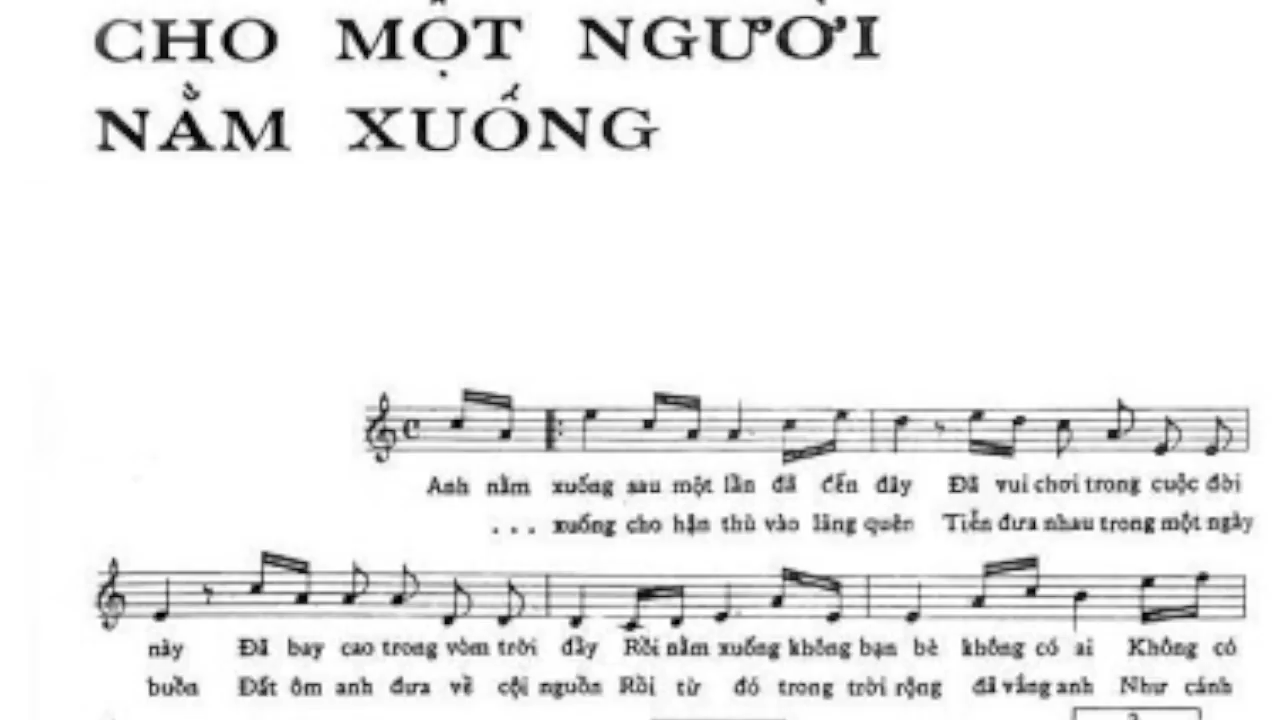 CHO MỘT NGƯỜI
NẰM XUỐNG
Anh nằm xuống sau một lần đã đến đây Đã vui chơi trong cuộc đời
. . . xuống cho hận thù vào lãng quên Tiễn đưa nhau trong một ngày
này Đã bay cao trong vòm trời đầy Rồi nằm xuống không bạn bè không có ai Không có
buồn Đất ôm anh đưa về cội nguồn Rồi từ đó trong trời rộng đã vắng anh Như cánh
3